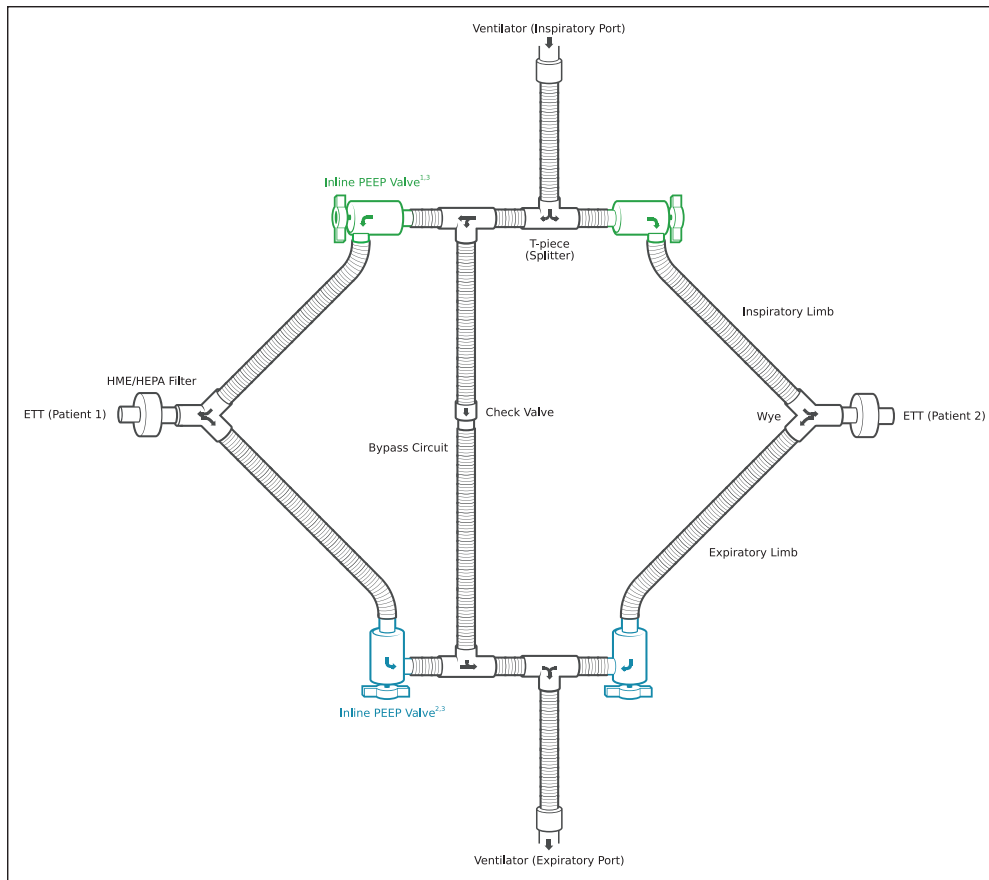 Ventilator (Inspiratory Port)
Inline PEEP Valve1,3
T-piece
(Splitter)
Inspiratory Limb
HME/HEPA Filter
ETT (Patient 1)
Check Valve
Wye
ETT (Patient 2)
Bypass Circuit
Expiratory Limb
Inline PEEP Valve2,3
Ventilator (Expiratory Port)